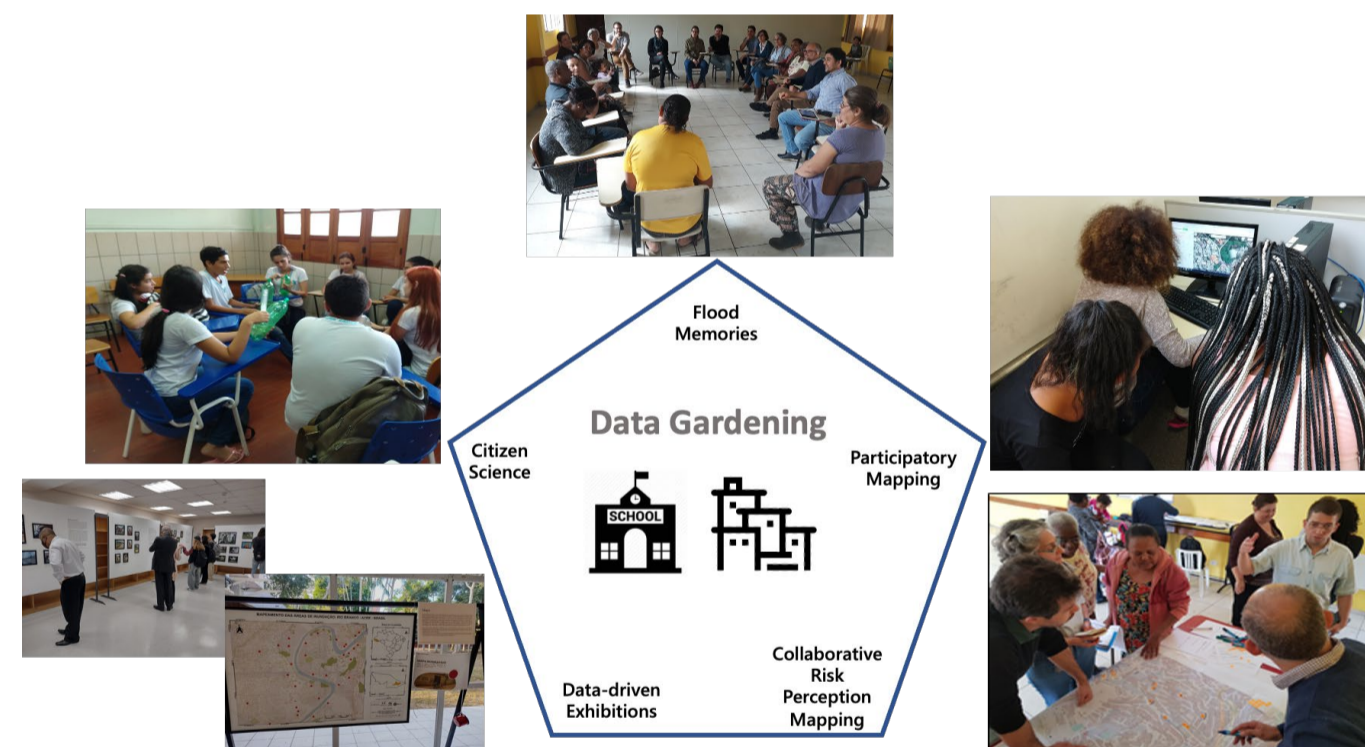 Flood
Memories
Data Gardening
Citizen
Science
Participatory
Mapping
SCHOOL
Collaborative
Risk
Perception
Mapping
Data-driven
Exhibitions